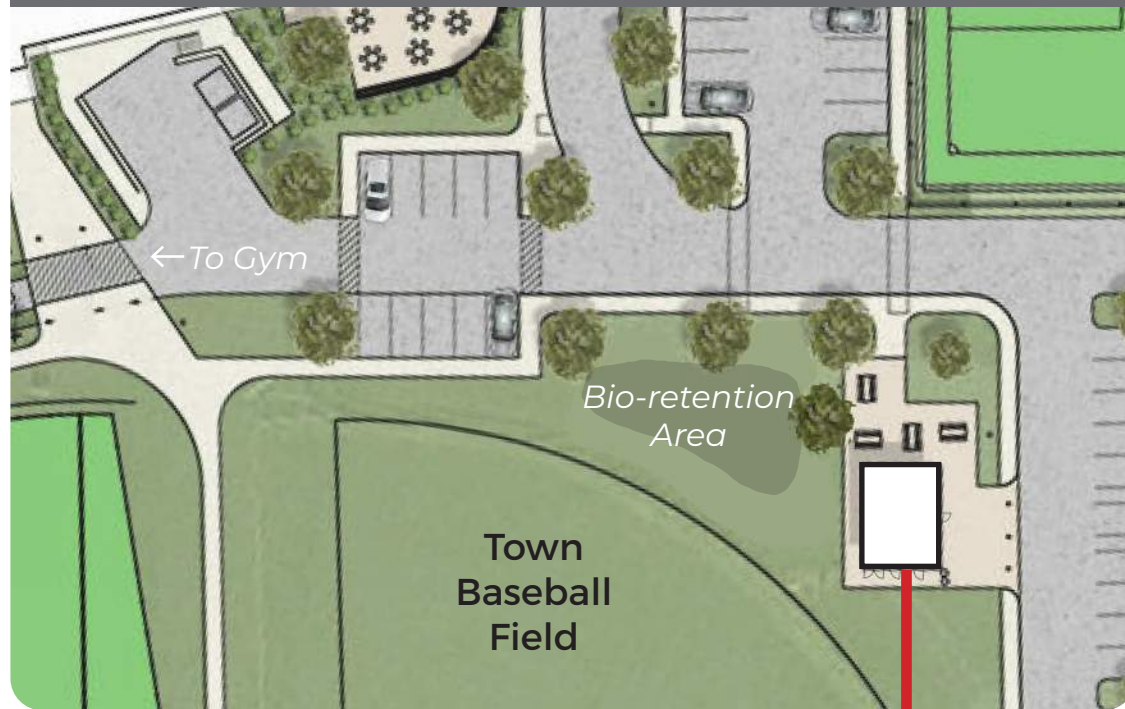 ←To Gym
Bio-retention
Area
Town
Baseball
Field